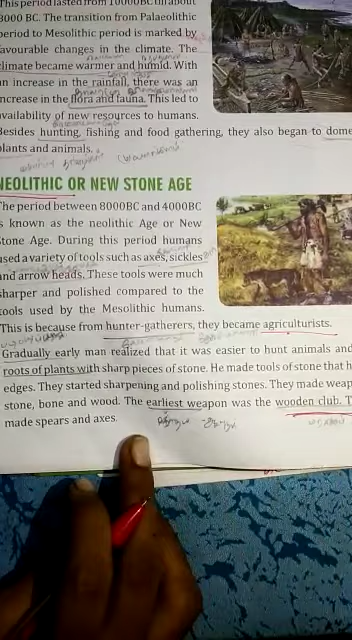 This period lasted from 10000BC till about
8000 BC. The transition from Palaeolithic
period to Mesolithic period is marked by
favourable changes in the climate. The
climate became warmer and humid. With
an increase in the rainfall, there was an
increase in the flora and fauna. This led to
availability of new resources to humans.
Besides hunting, fishing and food gathering, they also began to dome
plants and animals.
NEOLITHIC OR NEW STONE AGE
The period between 8000BC and 4000BC
is known as the neolithic Age or New
Stone Age. During this period humans
used a variety of tools such as axes, sickles
and arrow heads. These tools were much
sharper and polished compared to the
tools used by the Mesolithic humans.
This is because from hunter-gatherers, they became agriculturists.
Gradually early man realized that it was easier to hunt animals and
roots of plants with sharp pieces of stone. He made tools of stone that h
edges. They started sharpening and polishing stones. They made weap
stone, bone and wood. The earliest weapon was the wooden club. T
made spears and axes.